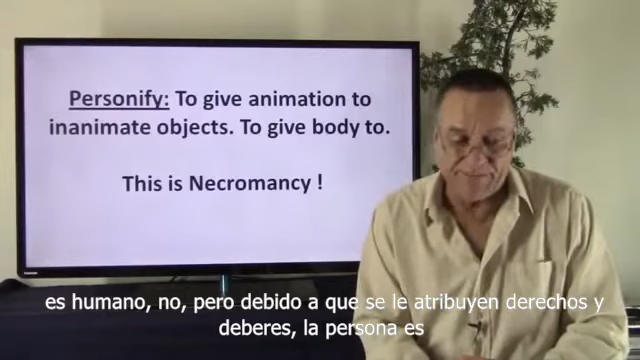 Personify: To give animation to
inanimate objects. To give body to.
This is Necromancy !
es humano, no, pero debido a que se le atribuyen derechos y
deberes, la persona es